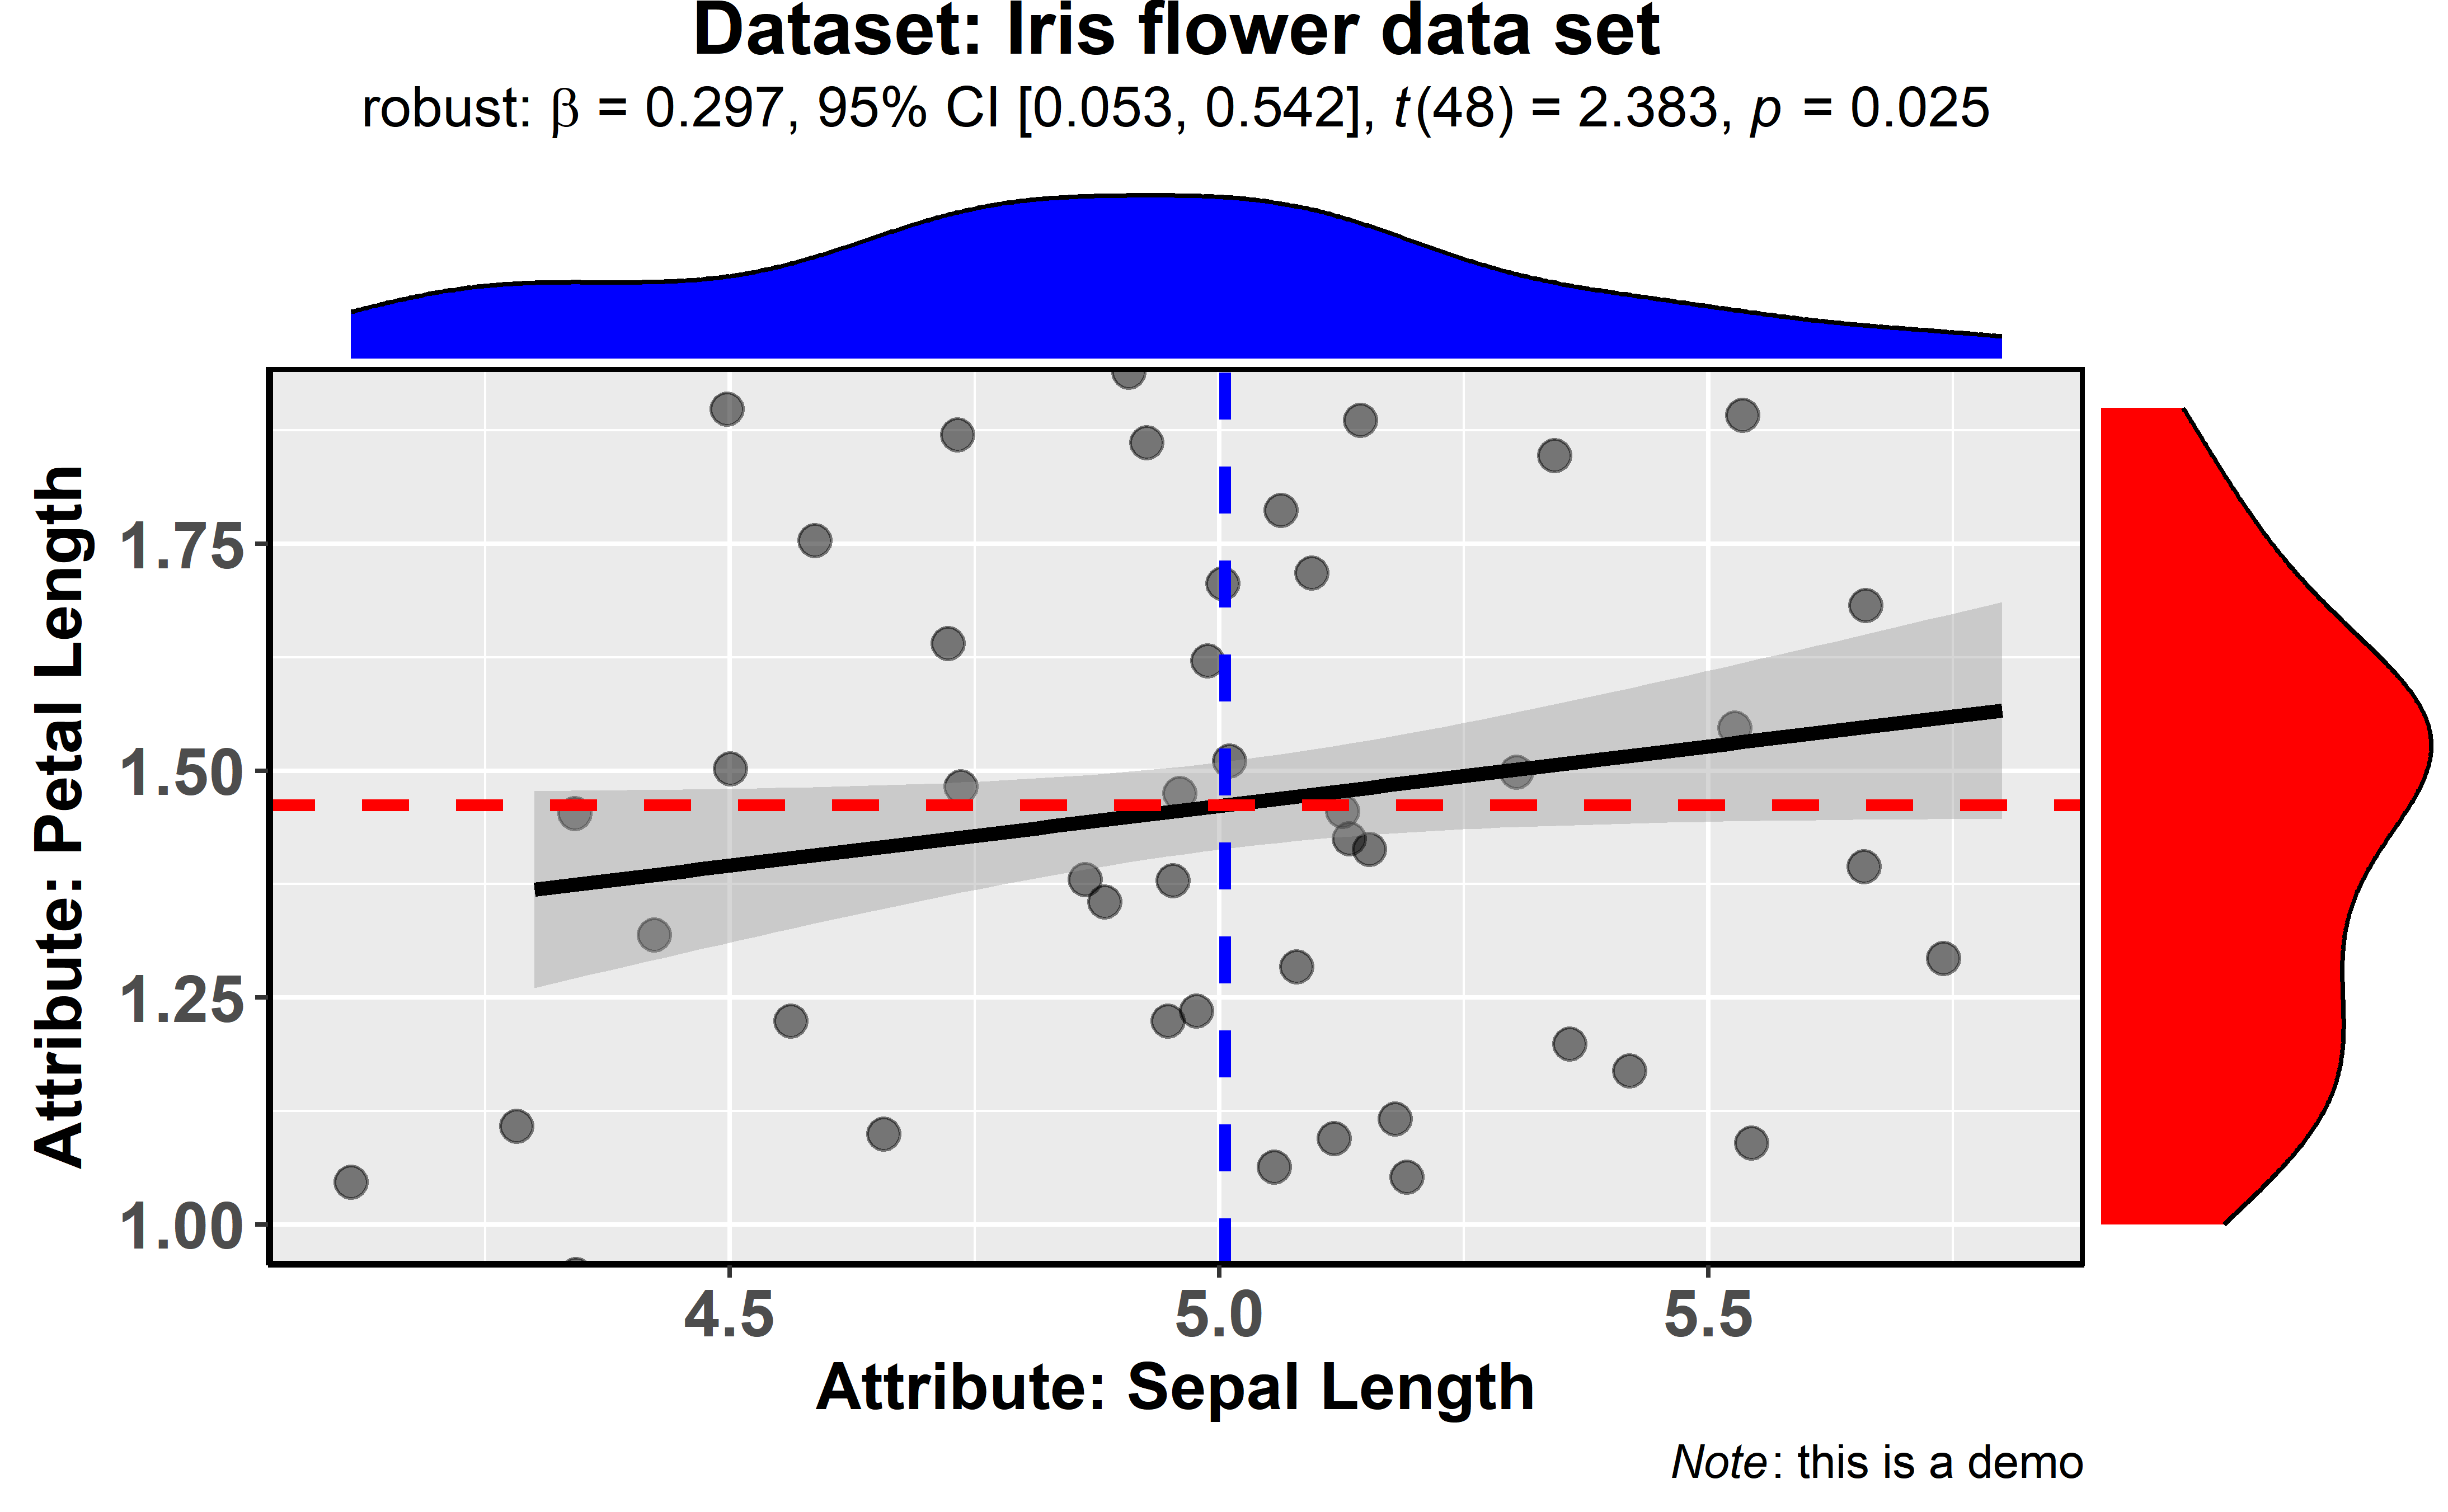 Dataset: Iris flower data set
robust: β = 0.297, 95% CI [0.053, 0.542], t(48) = 2.383, p = 0.025
Attribute: Petal Length
1.75
1.50
1.25
1.00
4.5 5.0 5.5
Attribute: Sepal Length
Note: this is a demo